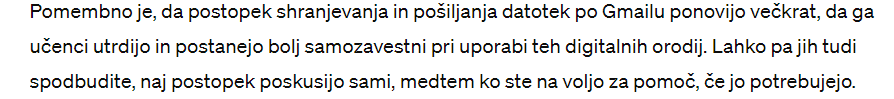 Pomembno je, da postopek shranjevanja in pošiljanja datotek po Gmailu ponovijo večkrat, da ga
učenci utrdijo in postanejo bolj samozavestni pri uporabi teh digitalnih orodij. Lahko pa jih tudi
spodbudite, naj postopek poskusijo sami, medtem ko ste na voljo za pomoč, če jo potrebujejo.